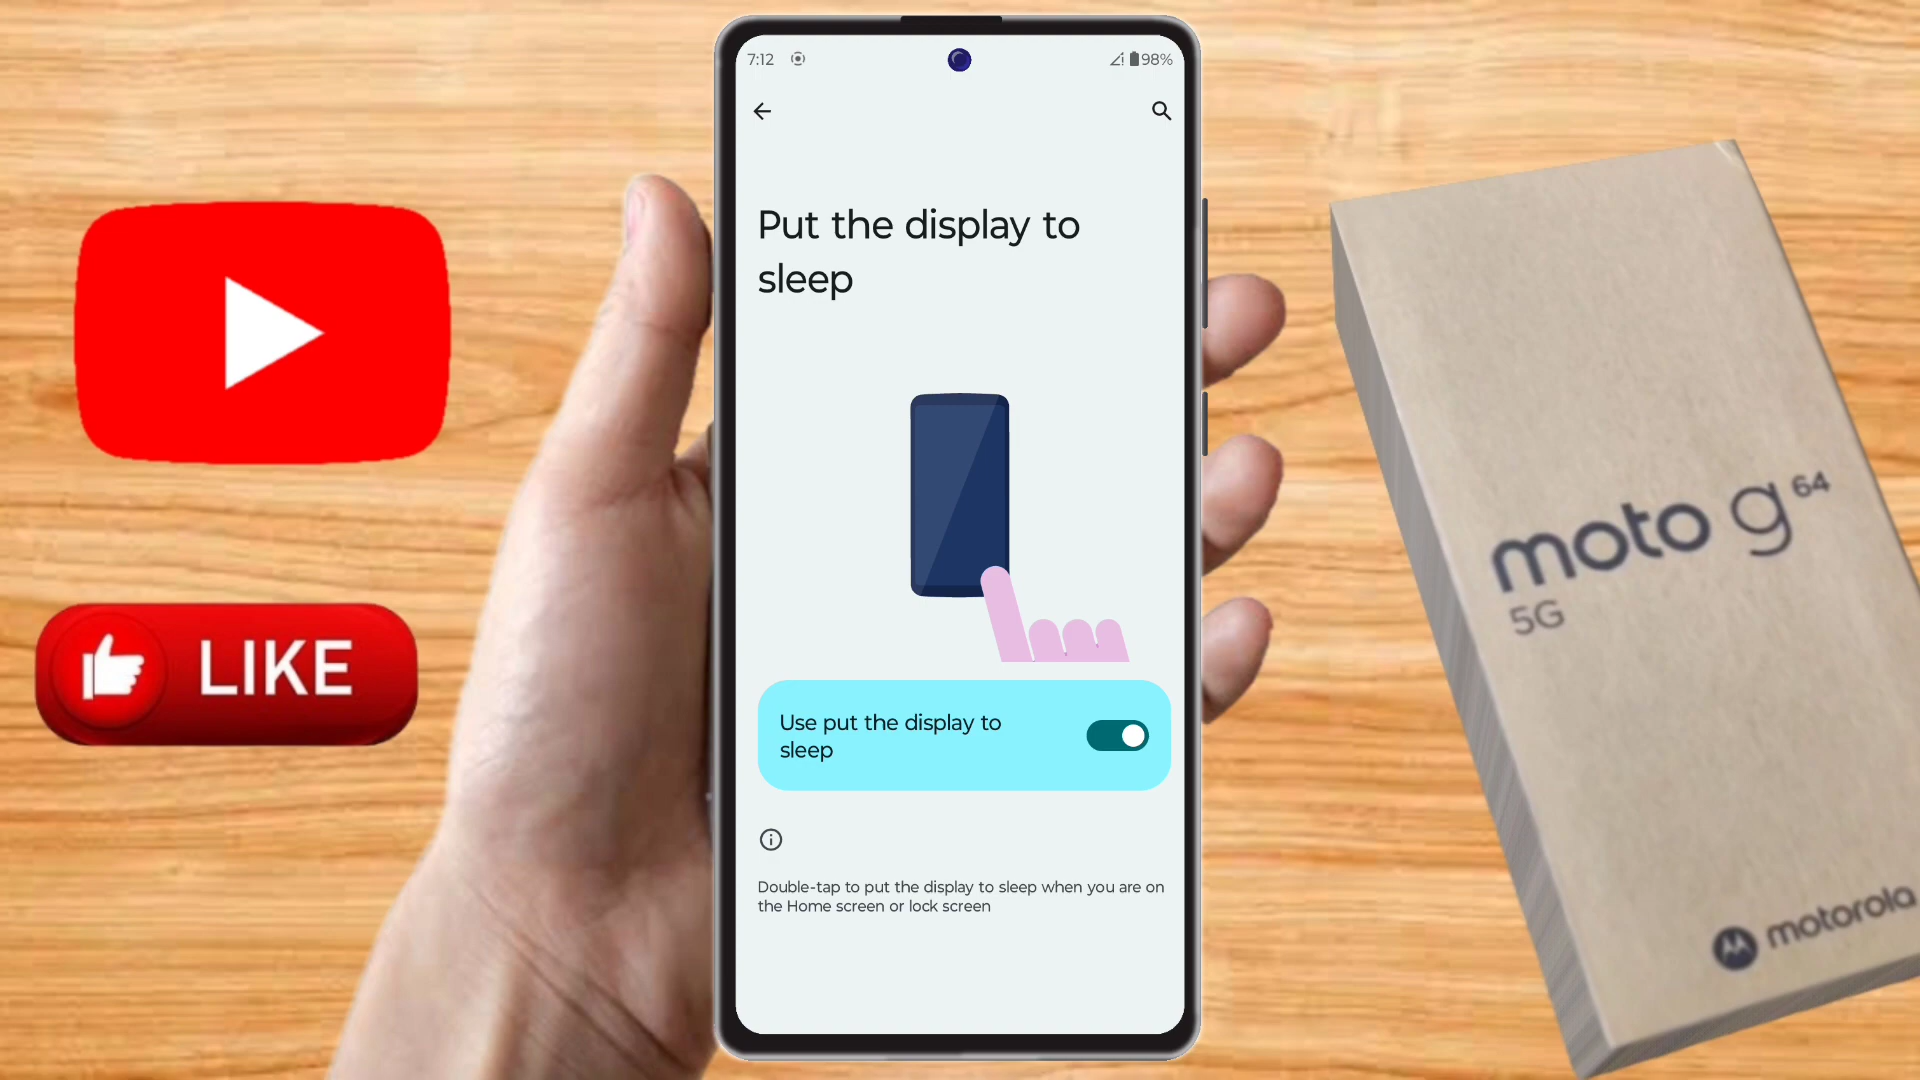 7:12
98%
Put the display to
sleep
Use put the display to
sleep
Double-tap to put the display to sleep when you are on
the Home screen or lock screen
LIKE
moto g 64
5G
motorola